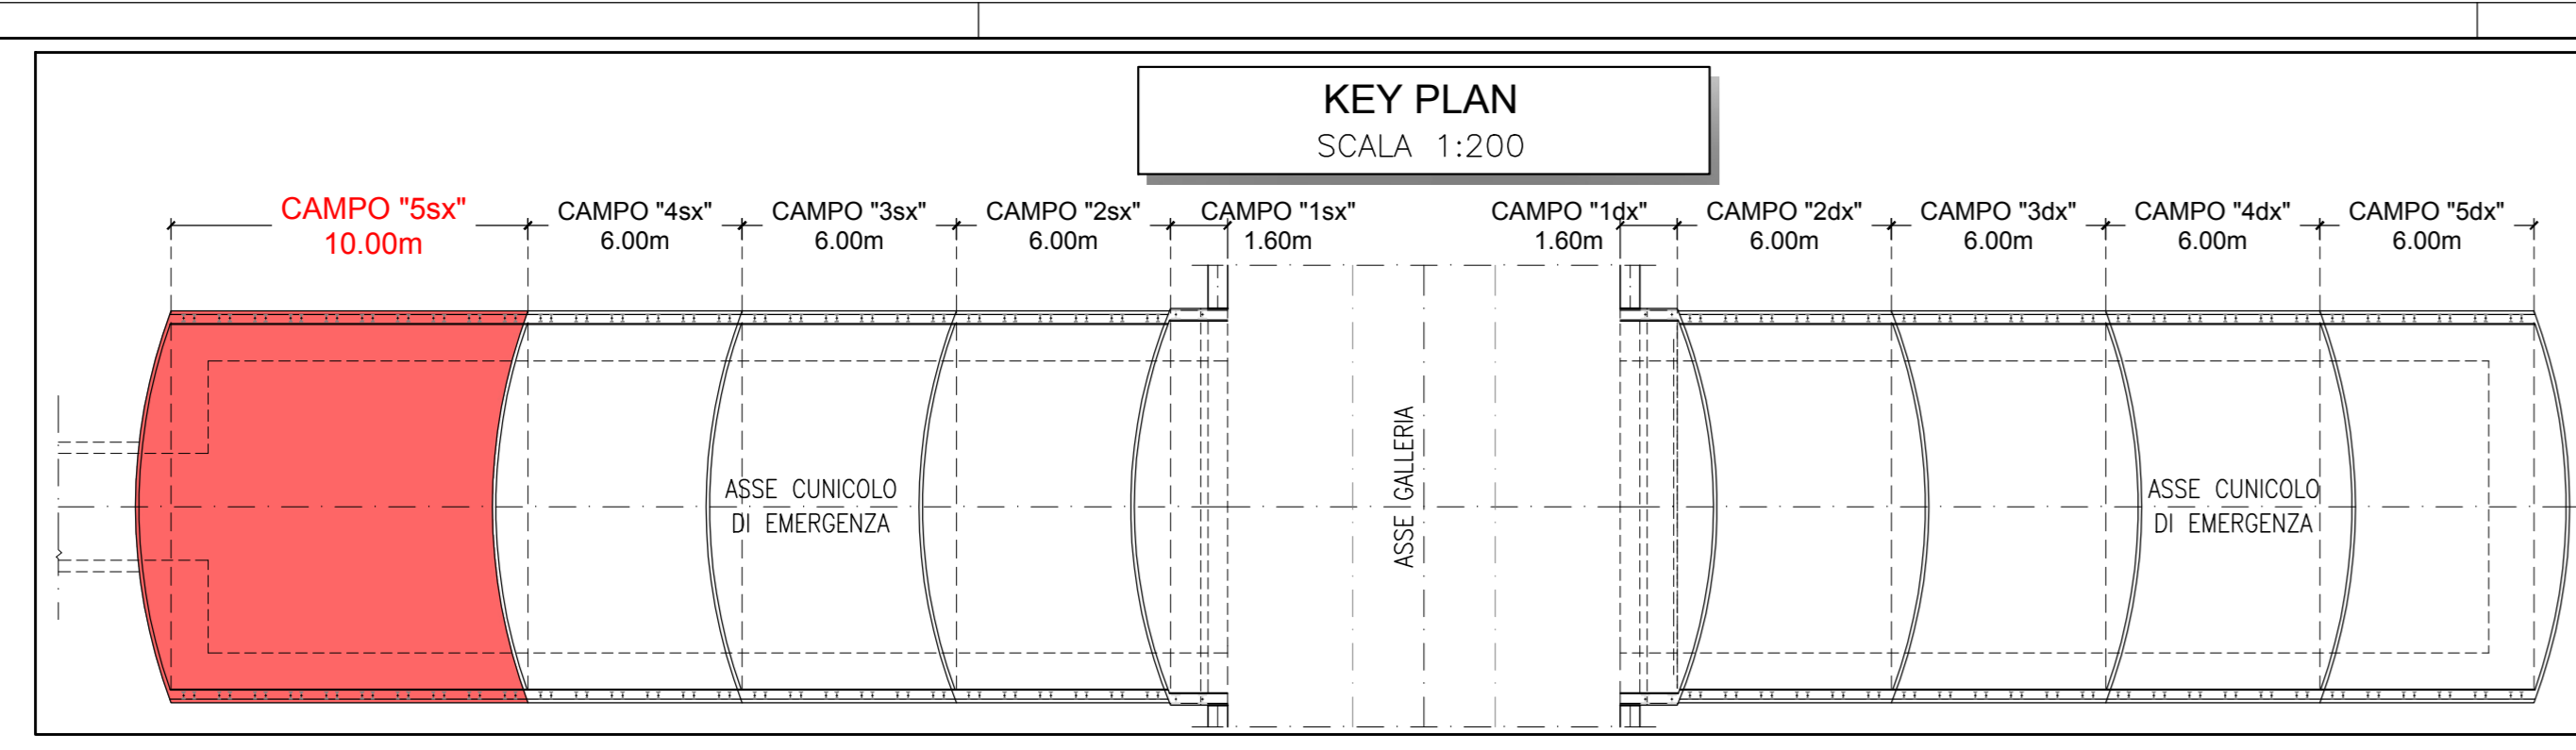 KEY PLAN
SCALA 1:200
CAMPO "5sx"
10.00m
CAMPO "4sx"
6.00m
CAMPO "3sx"
6.00m
CAMPO "2sx"
6.00m
CAMPO "1sx"
1.60m
CAMPO "1dx"
1.60m
CAMPO "2dx"
6.00m
CAMPO "3dx"
6.00m
CAMPO "4dx"
6.00m
CAMPO "5dx"
6.00m
ASSE CUNICOLO
DI EMERGENZA
ASSE GALLERIA
ASSE CUNICOLO
DI EMERGENZA